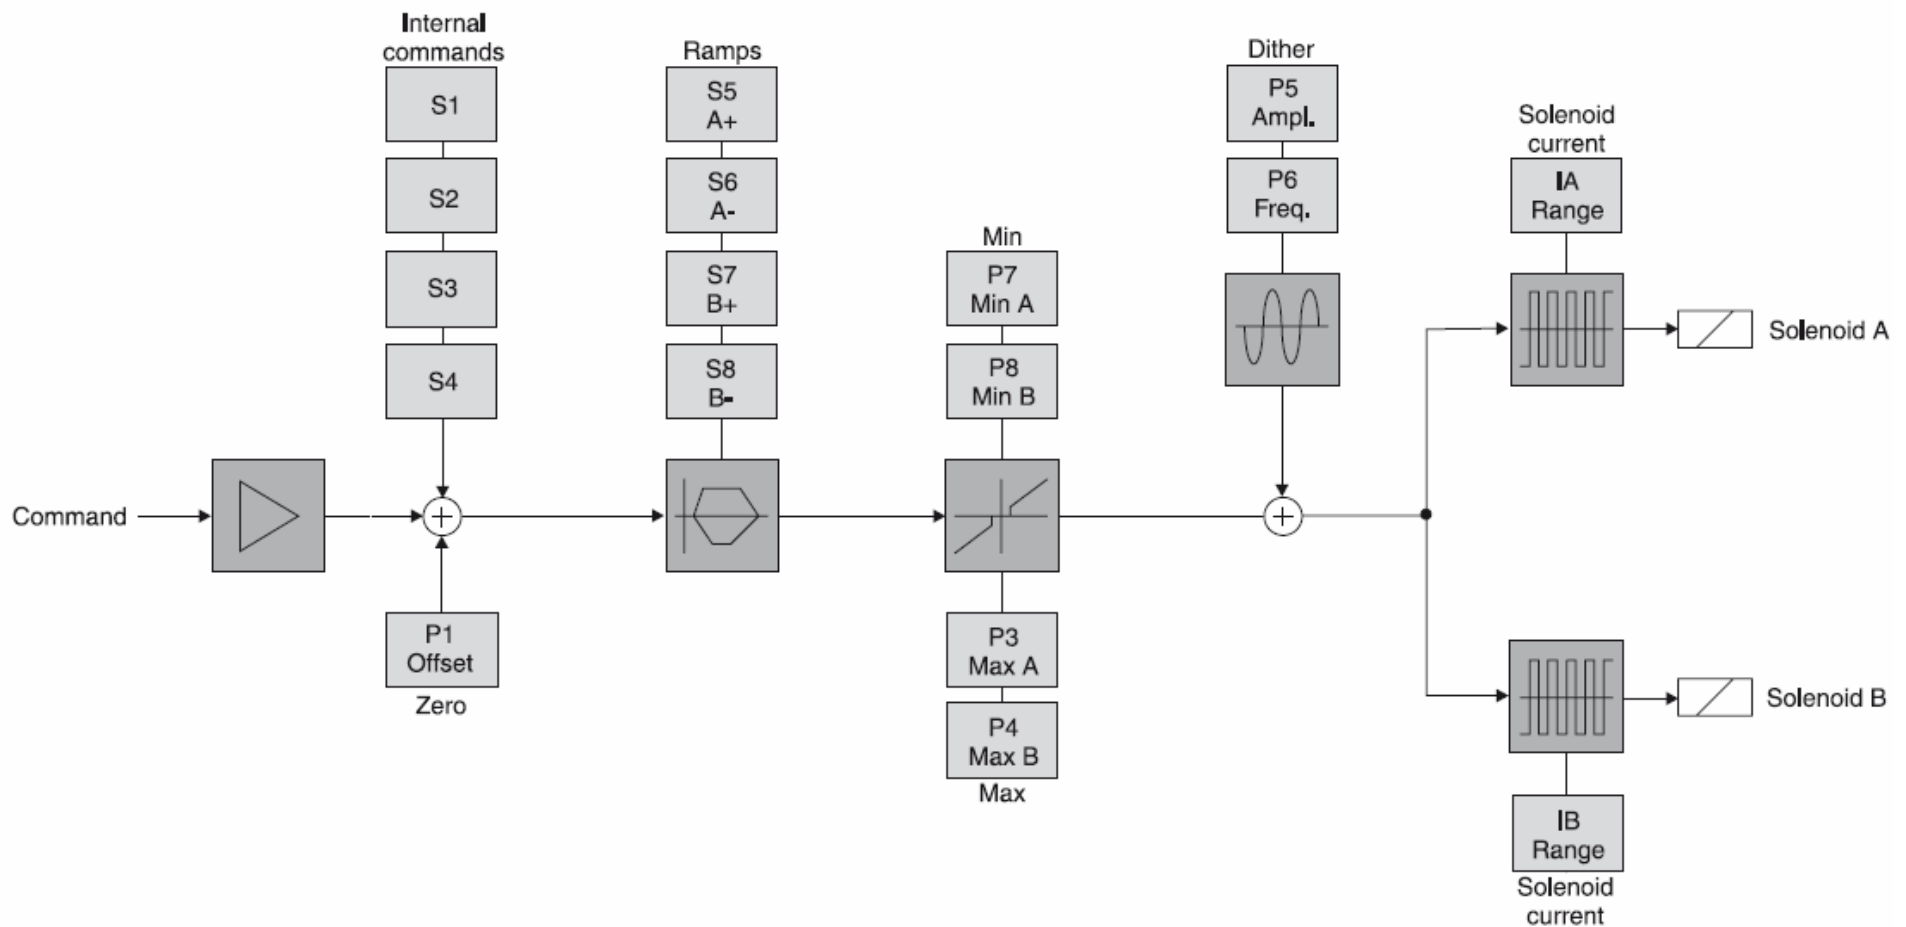 Internal
commands
S1
S2
S3
S4
Ramps
S5
A+
S6
A-
S7
B+
S8
B-
Min
P7
Min A
P8
Min B
Dither
P5
Ampl.
P6
Freq.
Solenoid
current
IA
Range
Solenoid A
Command
P1
Offset
Zero
P3
Max A
P4
Max B
Max
Solenoid B
IB
Range
Solenoid
current